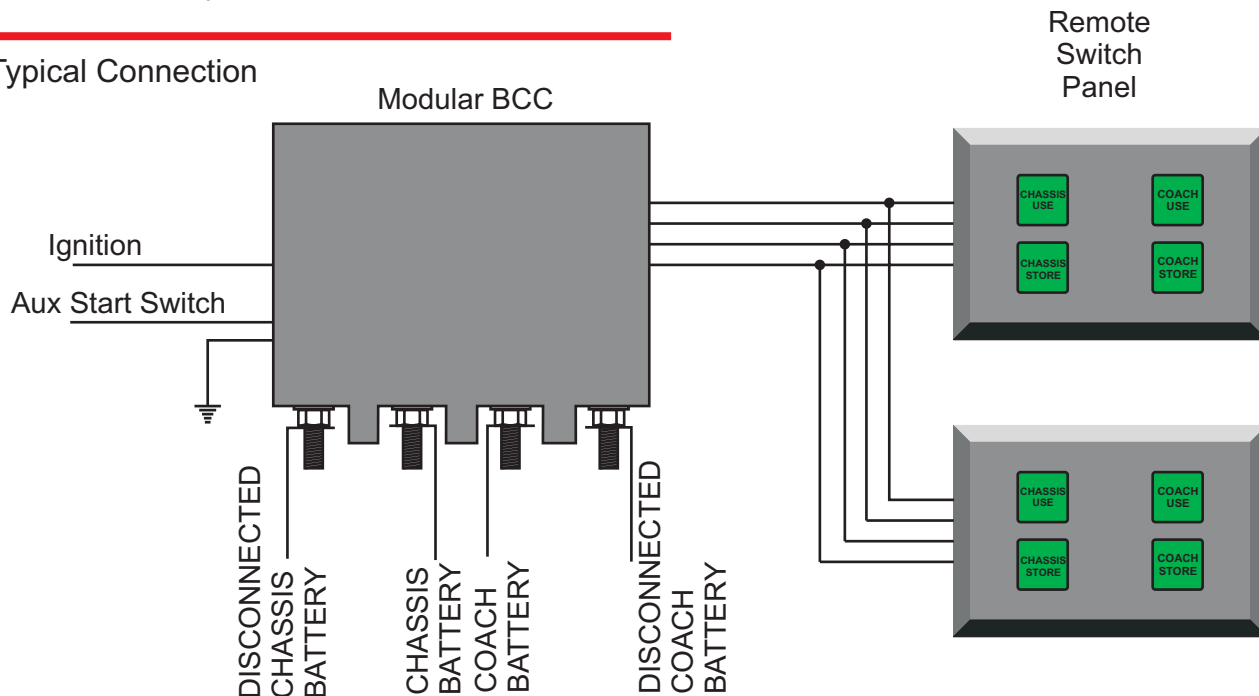 Typical Connection
Modular BCC
Remote
Switch
Panel
Ignition
Aux Start Switch
CHASSIS
USE
COACH
USE
CHASSIS
STORE
COACH
STORE
CHASSIS
USE
COACH
USE
CHASSIS
STORE
COACH
STORE
DISCONNECTED
CHASSIS
BATTERY
CHASSIS
BATTERY
COACH
BATTERY
DISCONNECTED
COACH
BATTERY